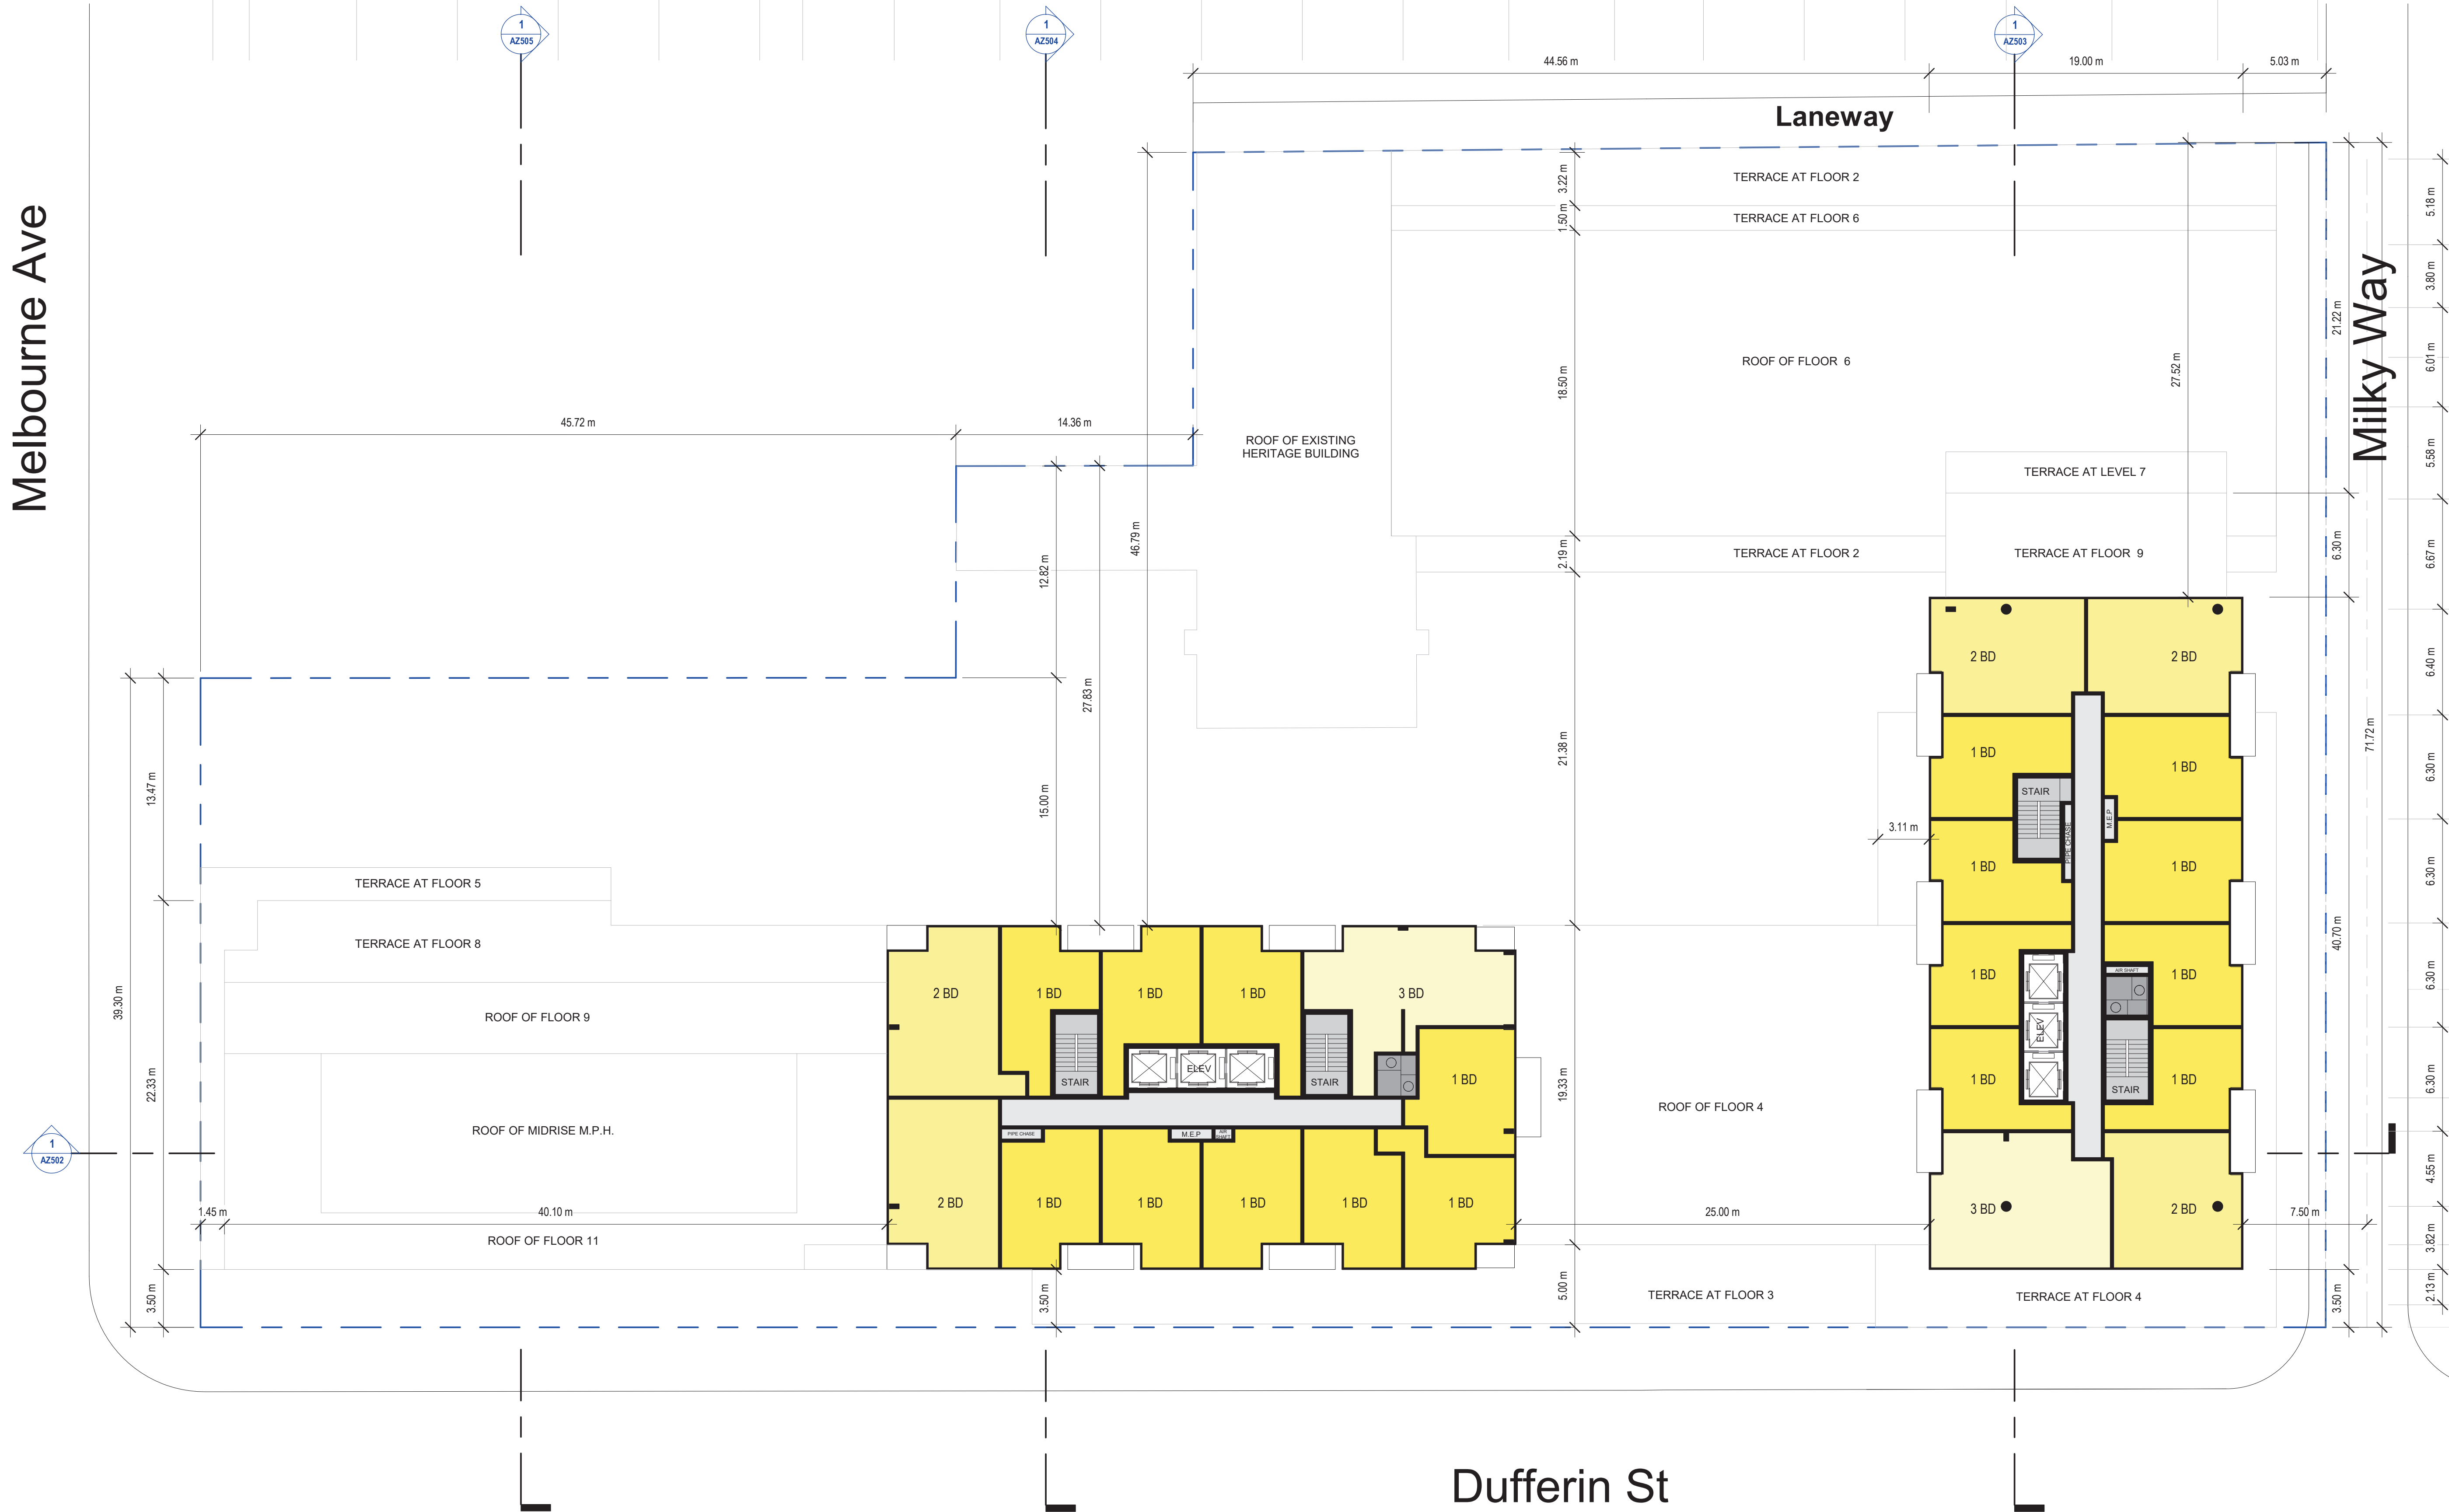 1
AZ505
1
AZ504
1
AZ503
44.56 m
19.00 m
5.03 m
Laneway
Melbourne Ave
Milky Way
TERRACE AT FLOOR 2
3.22 m
TERRACE AT FLOOR 6
1.50 m
5.18 m
3.80 m
21.22 m
6.01 m
ROOF OF FLOOR 6
27.52 m
18.50 m
45.72 m
14.36 m
ROOF OF EXISTING
HERITAGE BUILDING
5.58 m
TERRACE AT LEVEL 7
46.79 m
12.82 m
2.19 m
TERRACE AT FLOOR 2
TERRACE AT FLOOR 9
6.30 m
6.67 m
2 BD
2 BD
6.40 m
27.83 m
71.72 m
21.38 m
1 BD
1 BD
6.30 m
13.47 m
15.00 m
STAIR
M.E.P
PIPE CHASE
3.11 m
1 BD
1 BD
6.30 m
TERRACE AT FLOOR 5
TERRACE AT FLOOR 8
40.70 m
39.30 m
2 BD
1 BD
1 BD
1 BD
3 BD
1 BD
1 BD
AIR SHAFT
6.30 m
ROOF OF FLOOR 9
ELEV
22.33 m
STAIR
ELEV
STAIR
1 BD
19.33 m
1 BD
1 BD
STAIR
6.30 m
ROOF OF FLOOR 4
1
AZ502
ROOF OF MIDRISE M.P.H.
PIPE CHASE
M.E.P
AIR
SHAFT
4.55 m
2 BD
1 BD
1 BD
1 BD
1 BD
1 BD
3 BD
2 BD
1.45 m
40.10 m
25.00 m
7.50 m
ROOF OF FLOOR 11
3.82 m
3.50 m
3.50 m
5.00 m
TERRACE AT FLOOR 3
TERRACE AT FLOOR 4
3.50 m
2.13 m
Dufferin St